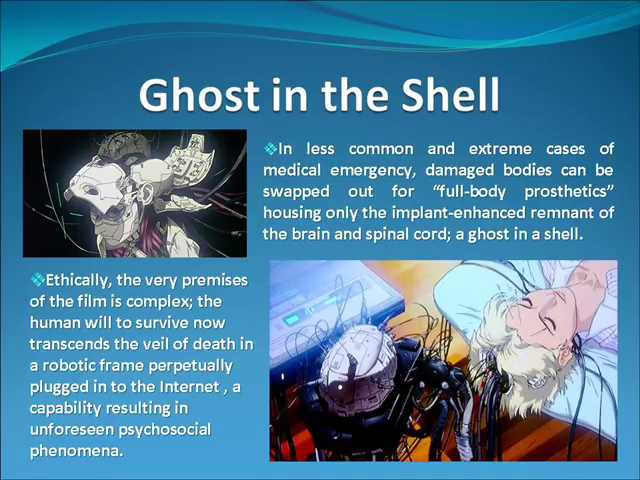 Ghost in the Shell
In less common and extreme cases of
medical emergency, damaged bodies can be
swapped out for “full-body prosthetics”
housing only the implant-enhanced remnant of
the brain and spinal cord; a ghost in a shell.
Ethically, the very premises
of the film is complex; the
human will to survive now
transcends the veil of death in
a robotic frame perpetually
plugged in to the Internet , a
capability resulting in
unforeseen psychosocial
phenomena.